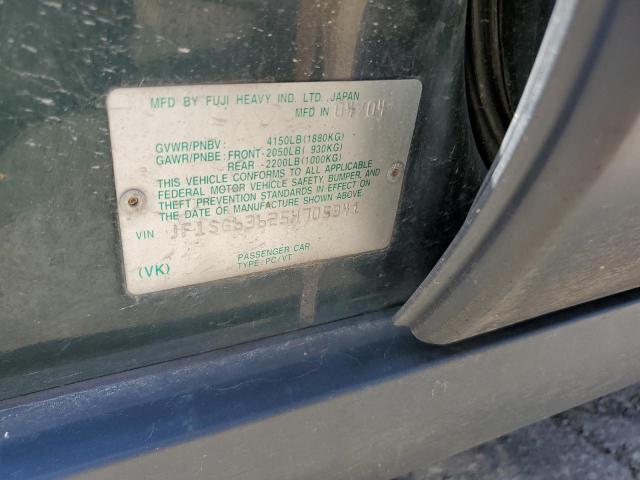 MFD BY FUJI HEAVY IND. LTD., JAPAN
MFD IN 04/04
GVWR/PNBV: 4150LB(1880KG)
GAWR/PNBE: FRONT-2050LB( 930KG)
REAR -2200LB(1000KG)
THIS VEHICLE CONFORMS TO ALL APPLICABLE
FEDERAL MOTOR VEHICLE SAFETY, BUMPER, AND
THEFT PREVENTION STANDARDS IN EFFECT ON
THE DATE OF MANUFACTURE SHOWN ABOVE.
VIN JF1SG63625H705341
(VK) PASSENGER CAR
TYPE: PC/VT